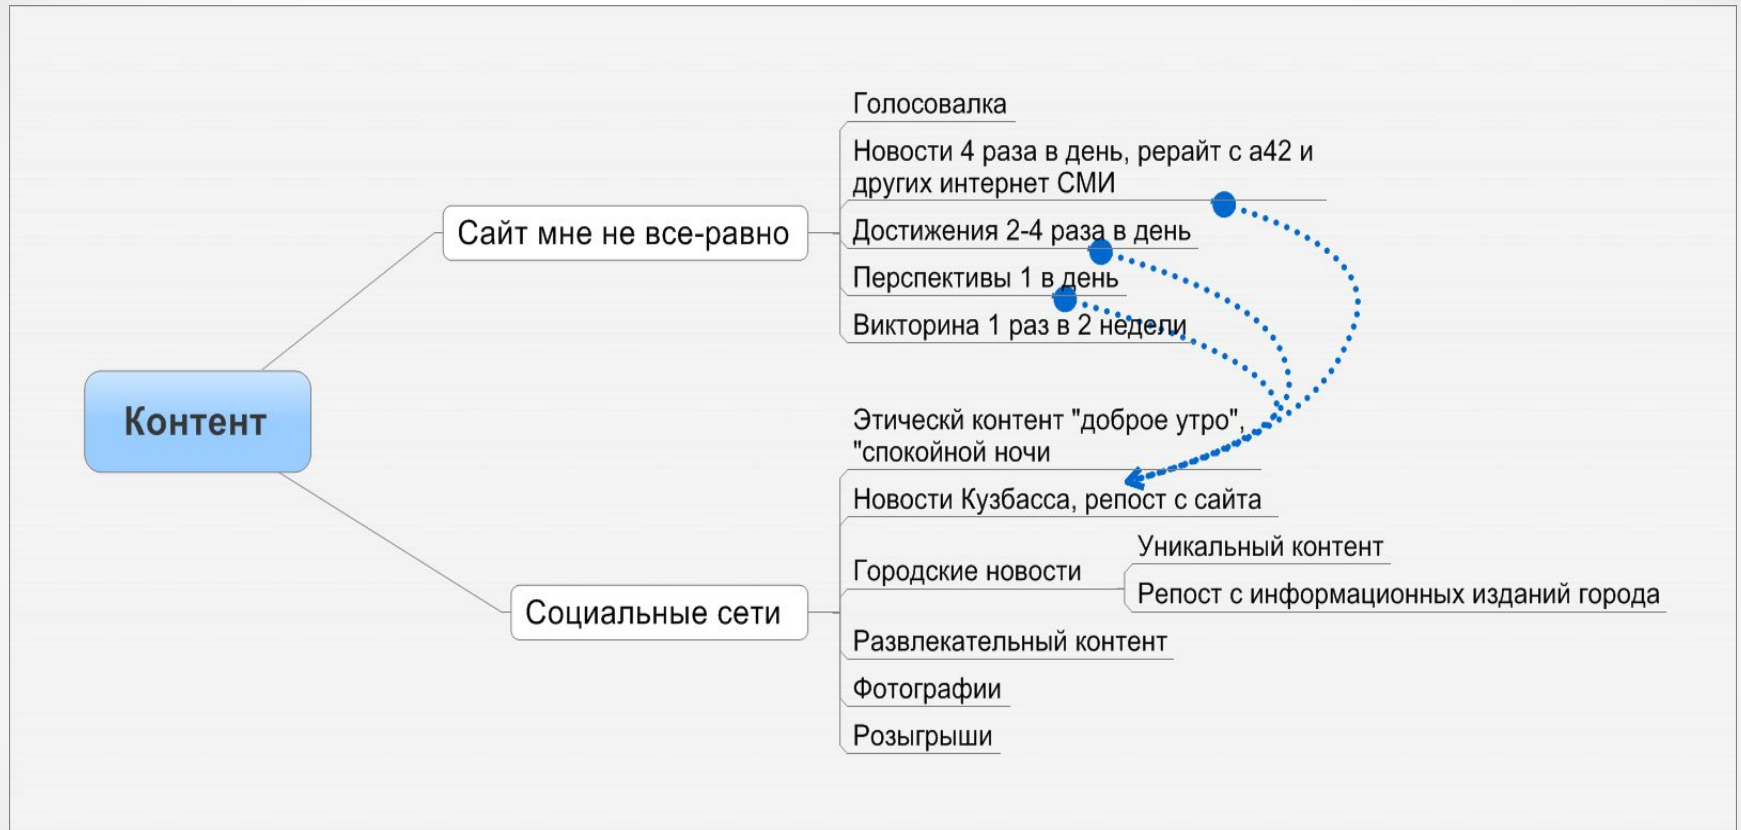 Контент
Сайт мне не все-равно
Голосовалка
Новости 4 раза в день, рерайт с а42 и
других интернет СМИ
Достижения 2-4 раза в день
Перспективы 1 в день
Викторина 1 раз в 2 недели
Социальные сети
Этическй контент "доброе утро",
"спокойной ночи
Новости Кузбасса, репост с сайта
Городские новости
Уникальный контент
Репост с информационных изданий города
Развлекательный контент
Фотографии
Розыгрыши